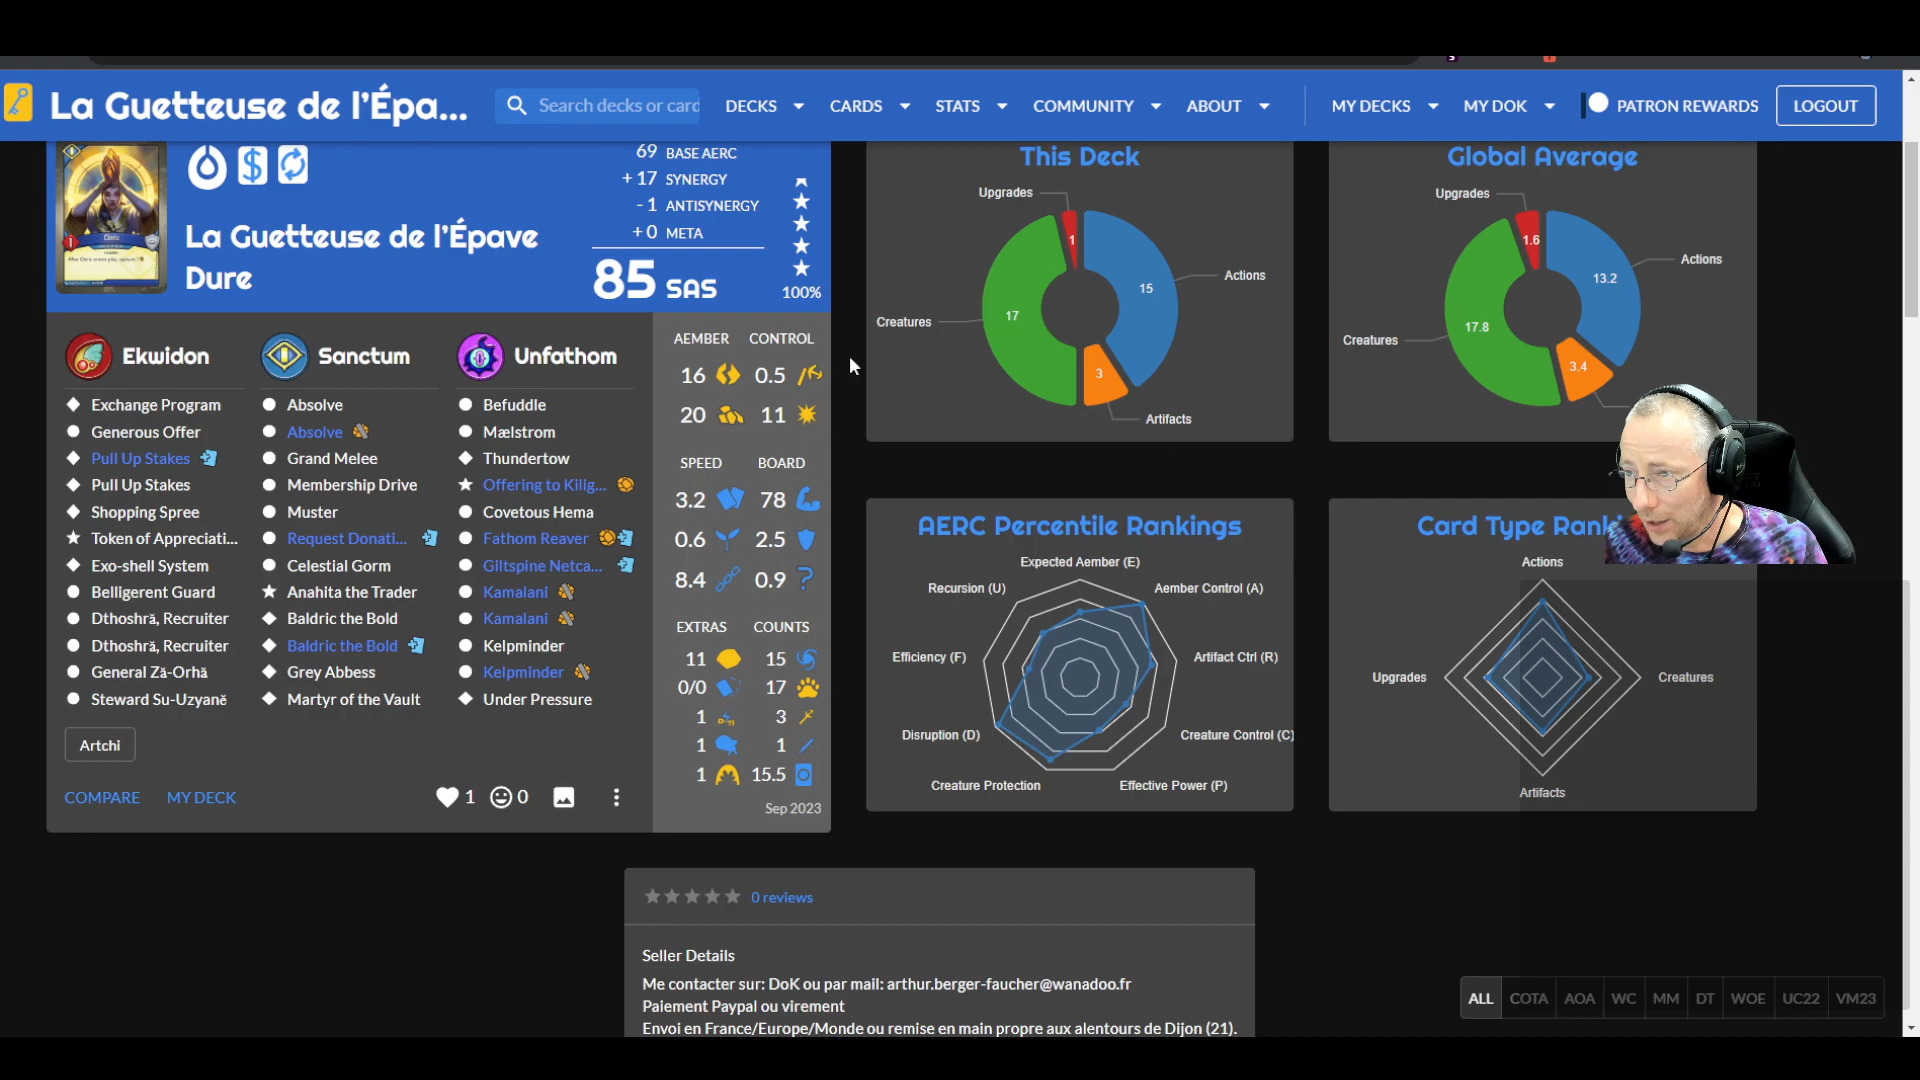 La Guetteuse de l'Épa...
Search decks or card
DECKS
CARDS
STATS
COMMUNITY
ABOUT
MY DECKS
MY DOK
PATRON REWARDS
LOGOUT
69 BASE AERC
+ 17 SYNERGY
- 1 ANTISYNERGY
+ 0 META
85 SAS
100%
La Guetteuse de l'Épave
Dure
Ekwidon
Exchange Program
Generous Offer
Pull Up Stakes
Pull Up Stakes
Shopping Spree
Token of Appreciati...
Exo-shell System
Belligerent Guard
Dthoshră, Recruiter
Dthoshră, Recruiter
General Ză-Orhă
Steward Su-Uzyanĕ
Sanctum
Absolve
Absolve
Grand Melee
Membership Drive
Muster
Request Donati...
Celestial Gorm
Anahita the Trader
Baldric the Bold
Baldric the Bold
Grey Abbess
Martyr of the Vault
Unfathom
Befuddle
Mælstrom
Thundertow
Offering to Kilig...
Covetous Hema
Fathom Reaver
Giltspine Netca...
Kamalani
Kamalani
Kelpminder
Kelpminder
Under Pressure
AEMBER CONTROL
16 0.5
20 11
SPEED BOARD
3.2 78
0.6 2.5
8.4 0.9
EXTRAS COUNTS
11 15
0/0 17
1 3
1 1
1 15.5
Sep 2023
Artchi
COMPARE
MY DECK
1
0
This Deck
Upgrades
1
Actions
15
Creatures
17
3
Artifacts
Global Average
Upgrades
1.6
Actions
13.2
Creatures
17.8
3.4
AERC Percentile Rankings
Expected Aember (E)
Recursion (U)
Aember Control (A)
Efficiency (F)
Artifact Ctrl (R)
Disruption (D)
Creature Control (C)
Creature Protection
Effective Power (P)
Card Type Ranki
Actions
Upgrades
Creatures
Artifacts
0 reviews
Seller Details
Me contacter sur: DoK ou par mail: arthur.berger-faucher@wanadoo.fr
Paiement Paypal ou virement
Envoi en France/Europe/Monde ou remise en main propre aux alentours de Dijon (21).
ALL COTA AOA WC MM DT WOE UC22 VM23